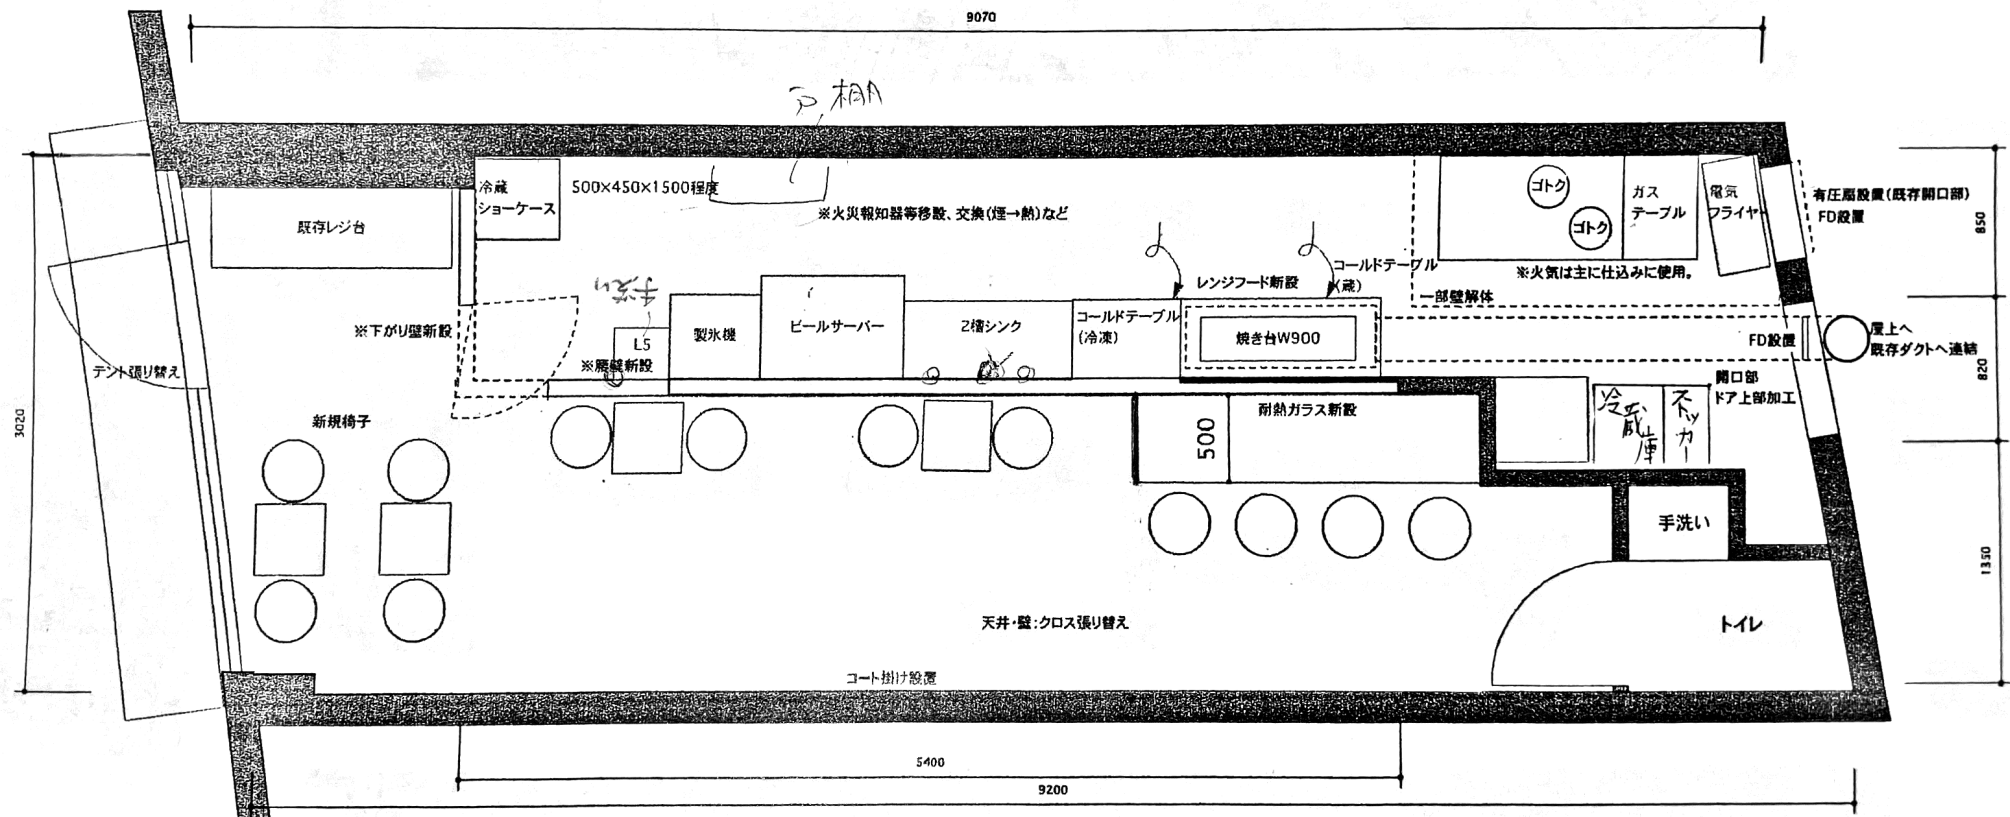 9070
戸棚
冷蔵
ショーケース
500×450×1500程度
※火災報知器等移設、交換(煙→熱)など
ゴトク
ゴトク
ガス
テーブル
電気
フライヤー
有圧扇設置(既存開口部)
FD設置
850
既存レジ台
※火気は主に仕込みに使用。
コールドテーブル
(蔵)
レンジフード新設
一部壁解体
手洗い
L5
製氷機
ビールサーバー
2槽シンク
コールドテーブル
(冷凍)
焼き台W900
FD設置
屋上へ
既存ダクトへ連結
※下がり壁新設
※腰壁新設
テント張り替え
820
開口部
ドア上部加工
冷蔵庫
ストッカー
3020
新規椅子
500
耐熱ガラス新設
手洗い
1350
天井・壁:クロス張り替え
トイレ
コート掛け設置
5400
9200